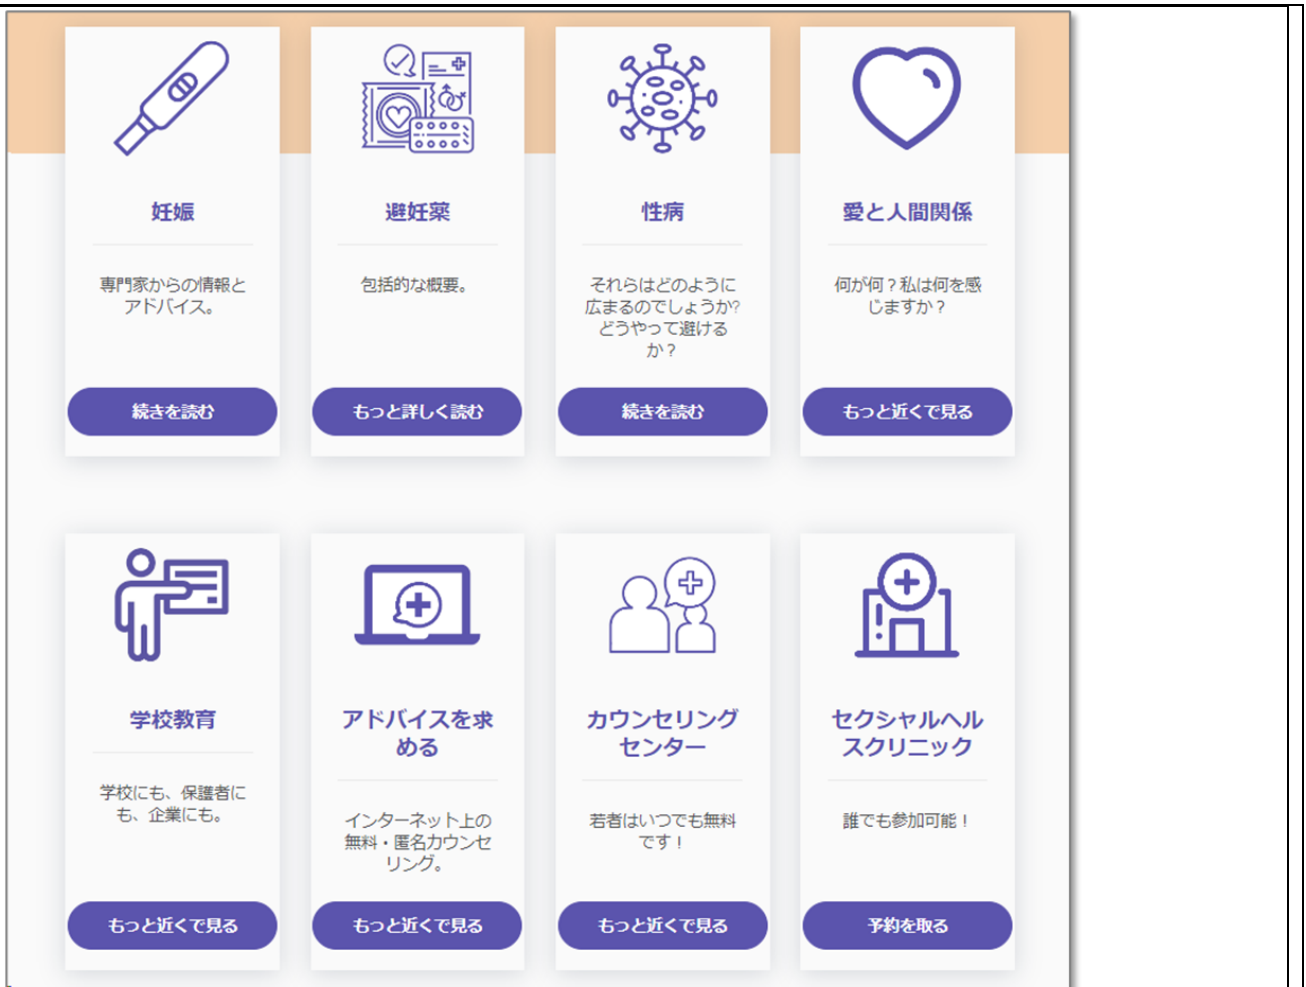 妊娠
専門家からの情報と
アドバイス。
続きを読む
避妊薬
包括的な概要。
もっと詳しく読む
性病
それらはどのように
広まるのでしょうか?
どうやって避ける
か？
続きを読む
愛と人間関係
何が何？私は何を感
じますか？
もっと近くで見る
学校教育
学校にも、保護者に
も、企業にも。
もっと近くで見る
アドバイスを求
める
インターネット上の
無料・匿名カウンセ
リング。
もっと近くで見る
カウンセリング
センター
若者はいつでも無料
です！
もっと近くで見る
セクシャルヘル
スクリニック
誰でも参加可能！
予約を取る